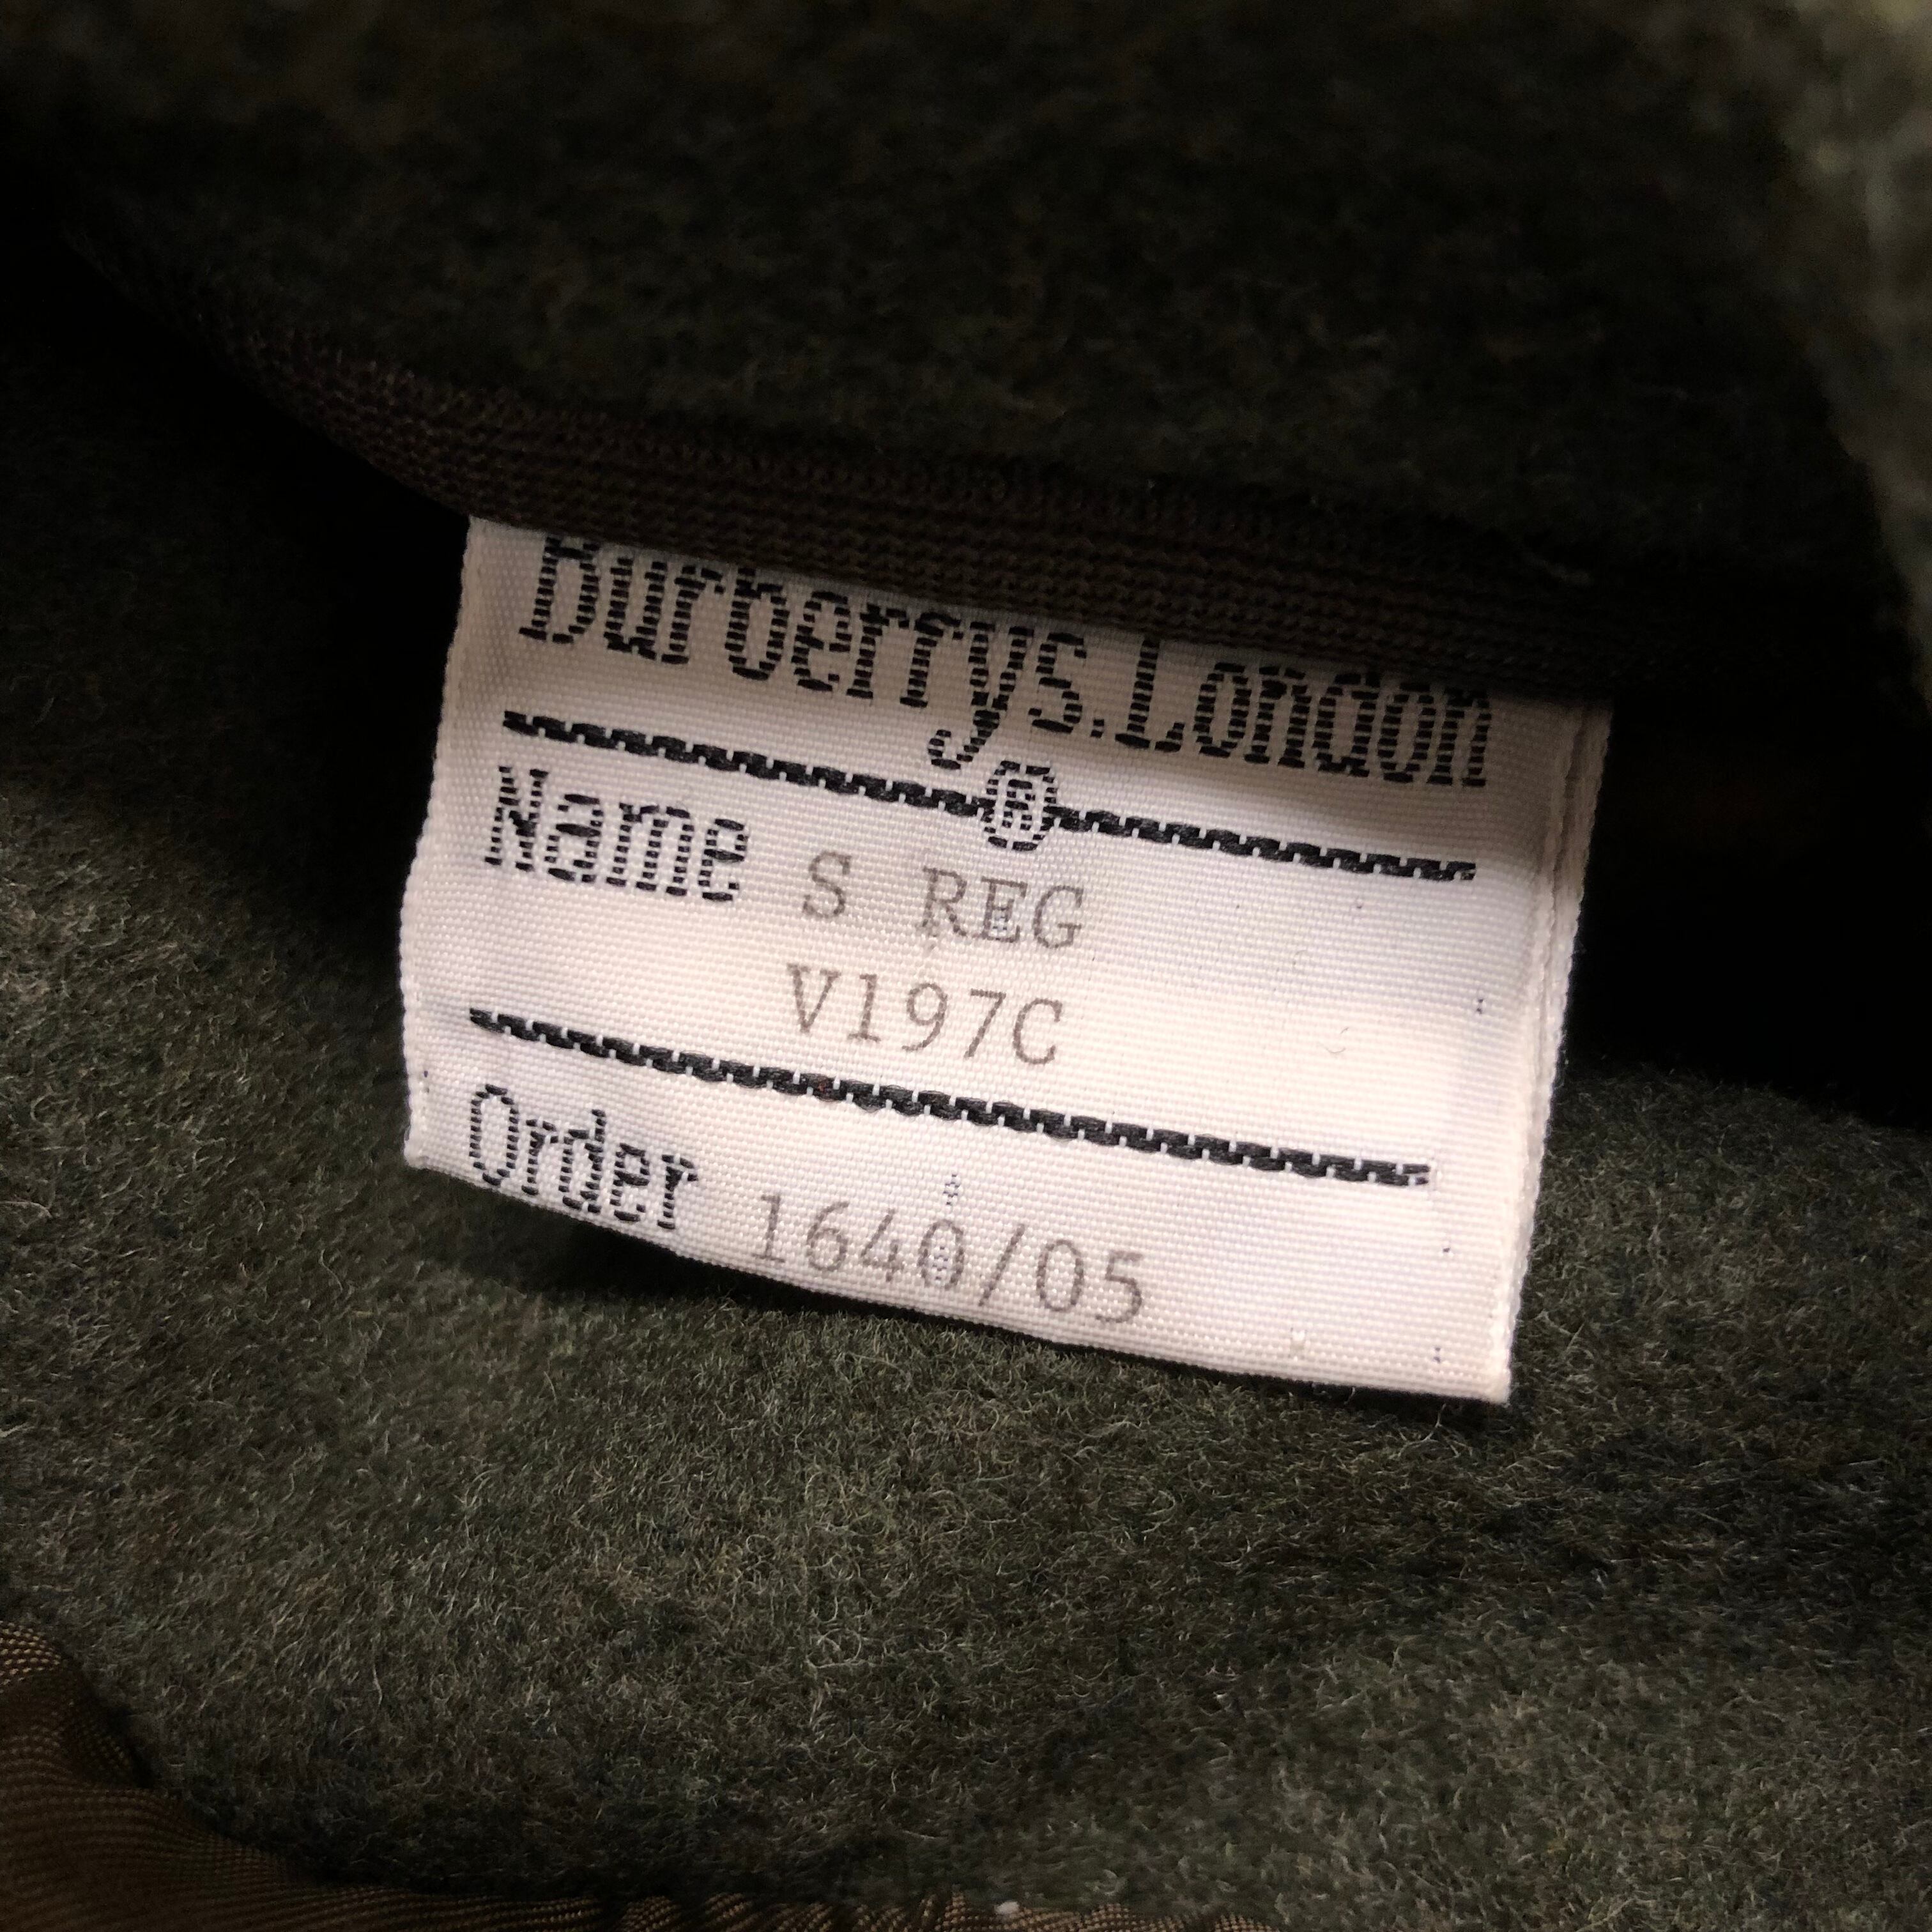 Burberrys.London
®
Name S REG
V197C
Order 1640/05